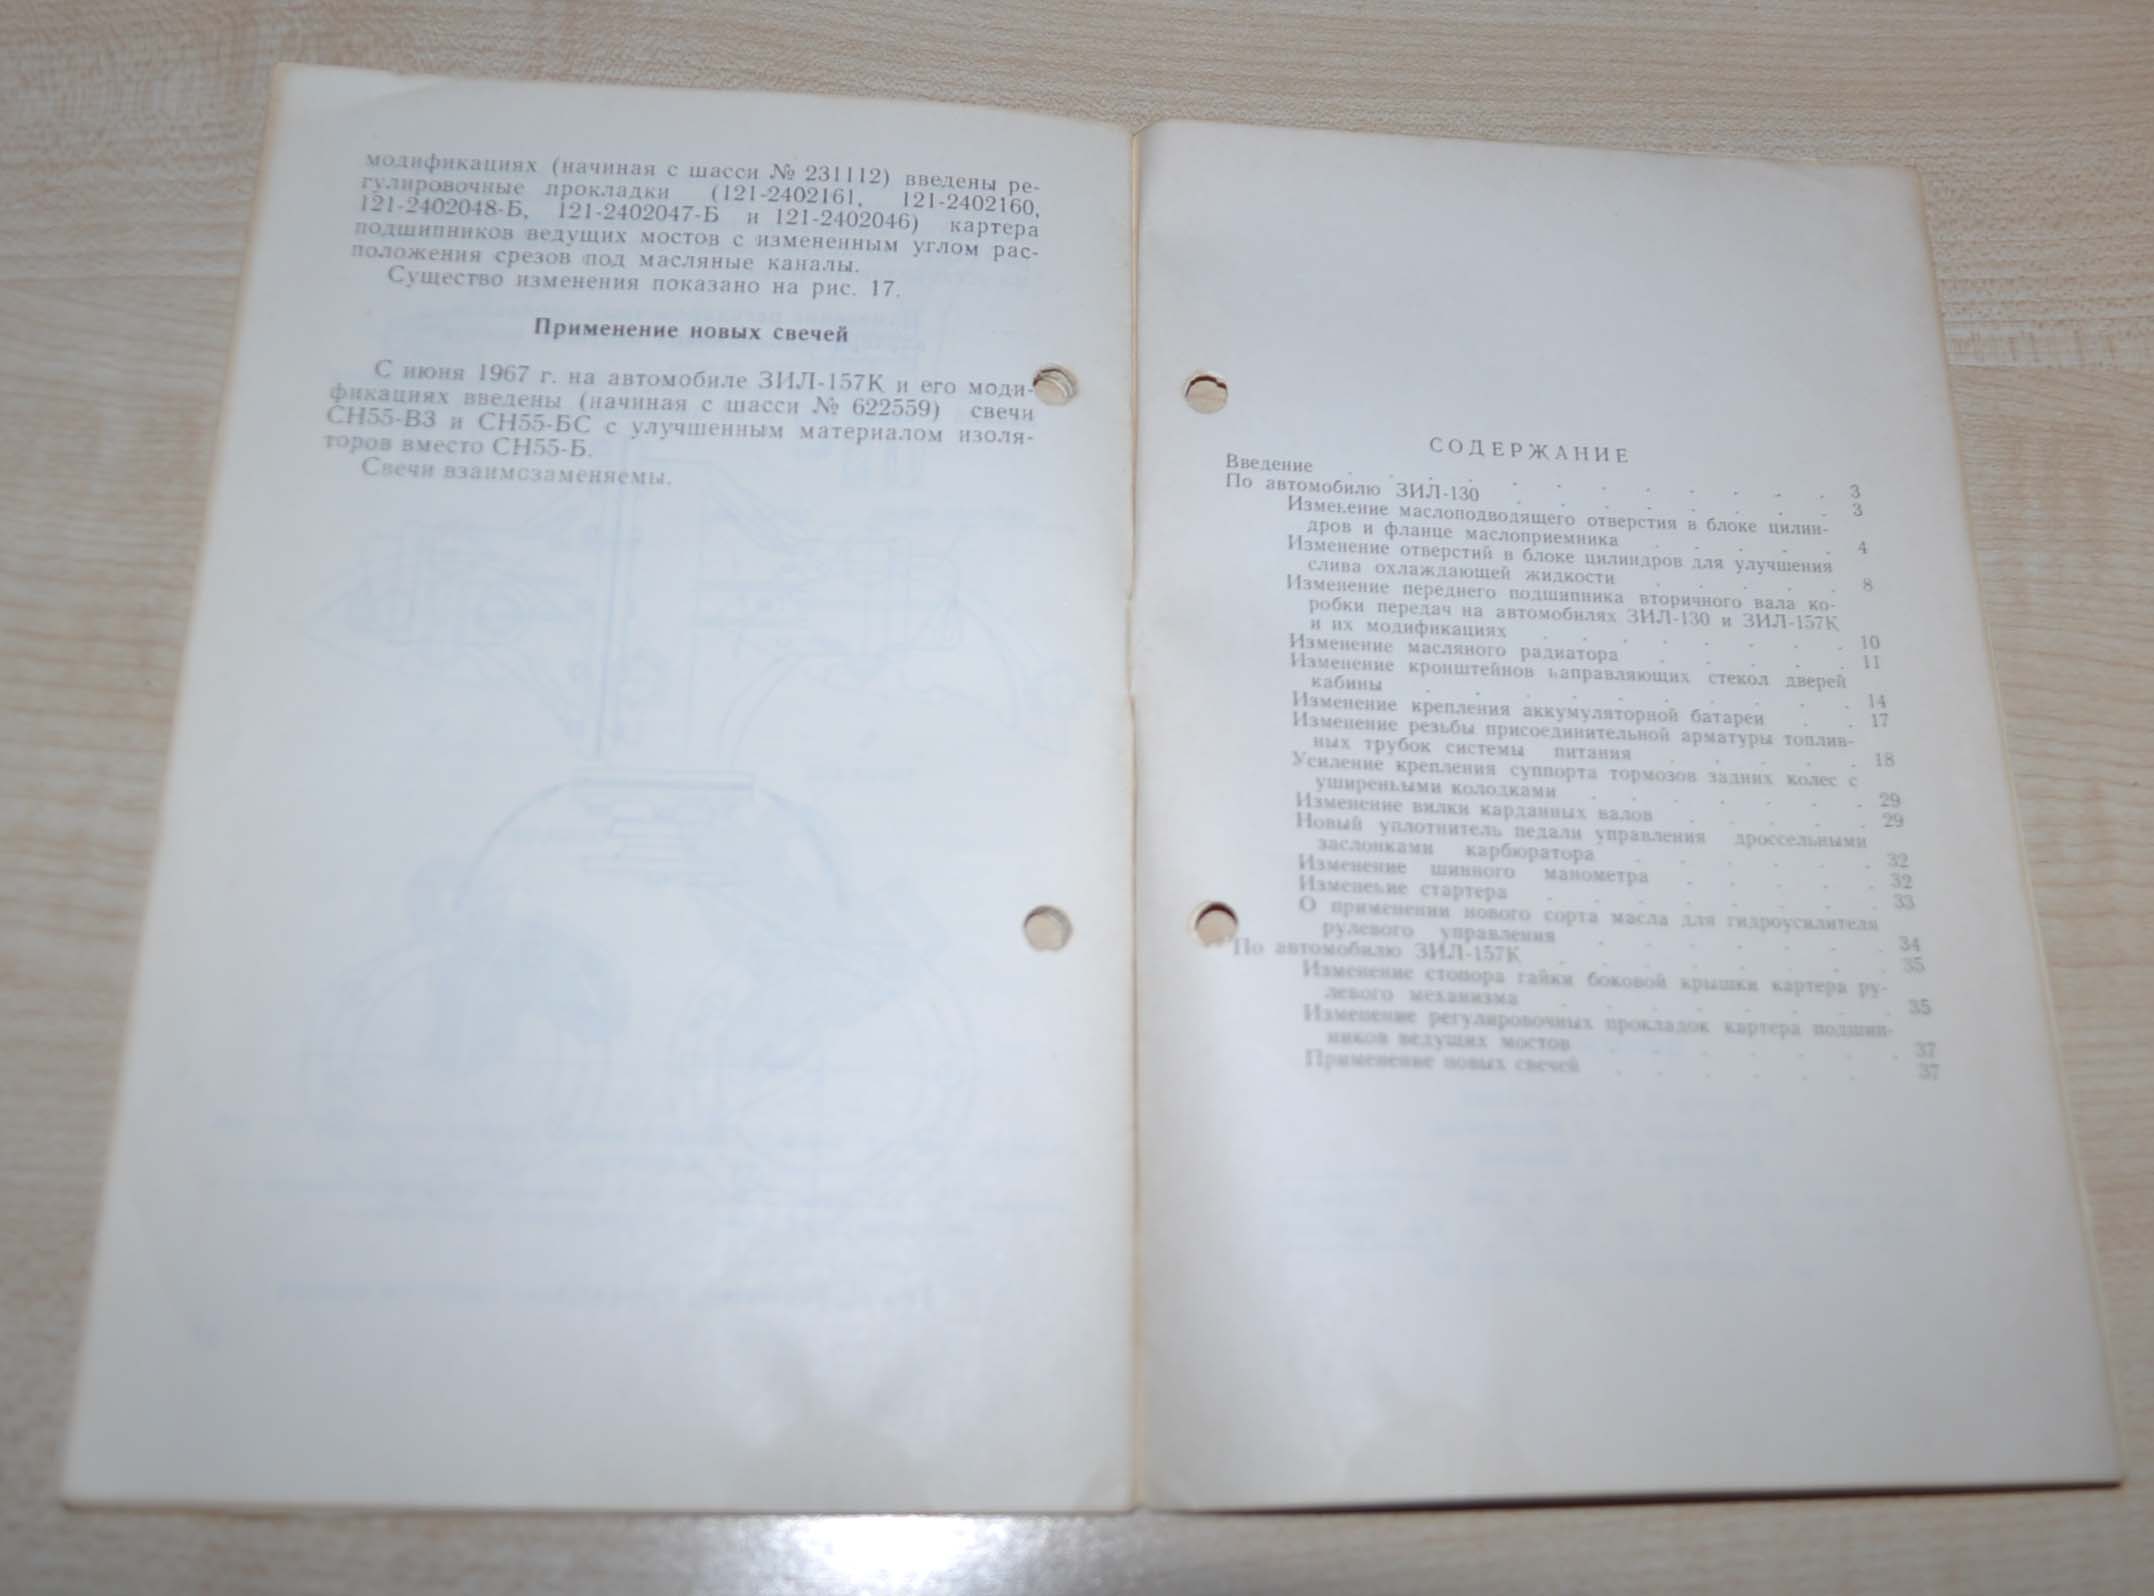 модификациях (начиная с шасси № 231112) введены ре-
гулировочные прокладки (121-2402161, 121-2402160,
121-2402048-Б, 121-2402047-Б и 121-2402046) картера
подшипников ведущих мостов с измененным углом рас-
положения срезов под масляные каналы.
Существо изменения показано на рис. 17.
Применение новых свечей
С июня 1967 г. на автомобиле ЗИЛ-157К и его моди-
фикациях введены (начиная с шасси № 622559) свечи
СН55-ВЗ и СН55-БС с улучшенным материалом изоля-
торов вместо СН55-Б.
Свечи взаимозаменяемы.
СОДЕРЖАНИЕ
Введение . . . . . . . . . . . 3
По автомобилю ЗИЛ-130 . . . . . . . . 3
Изменение маслоподводящего отверстия в блоке цилин-
дров и фланце маслоприемника . . . . . 4
Изменение отверстий в блоке цилиндров для улучшения
слива охлаждающей жидкости . . . . . 8
Изменение переднего подшипника вторичного вала ко-
робки передач на автомобилях ЗИЛ-130 и ЗИЛ-157К
и их модификациях . . . . . . . 10
Изменение масляного радиатора . . . . . 11
Изменение кронштейнов направляющих стекол дверей
кабины . . . . . . . . . 14
Изменение крепления аккумуляторной батареи . . 17
Изменение резьбы присоединительной арматуры топлив-
ных трубок системы питания . . . . . 18
Усиление крепления суппорта тормозов задних колес с
уширенными колодками . . . . . . . 29
Изменение вилки карданных валов . . . . . 29
Новый уплотнитель педали управления дроссельными
заслонками карбюратора . . . . . . 32
Изменение шинного манометра . . . . . 32
Изменение стартера . . . . . . . . 33
О применении нового сорта масла для гидроусилителя
рулевого управления . . . . . . . 34
По автомобилю ЗИЛ-157К . . . . . . . . 35
Изменение стопора гайки боковой крышки картера ру-
левого механизма . . . . . . . . 35
Изменение регулировочных прокладок картера подшип-
ников ведущих мостов . . . . . . . 37
Применение новых свечей . . . . . . . 37